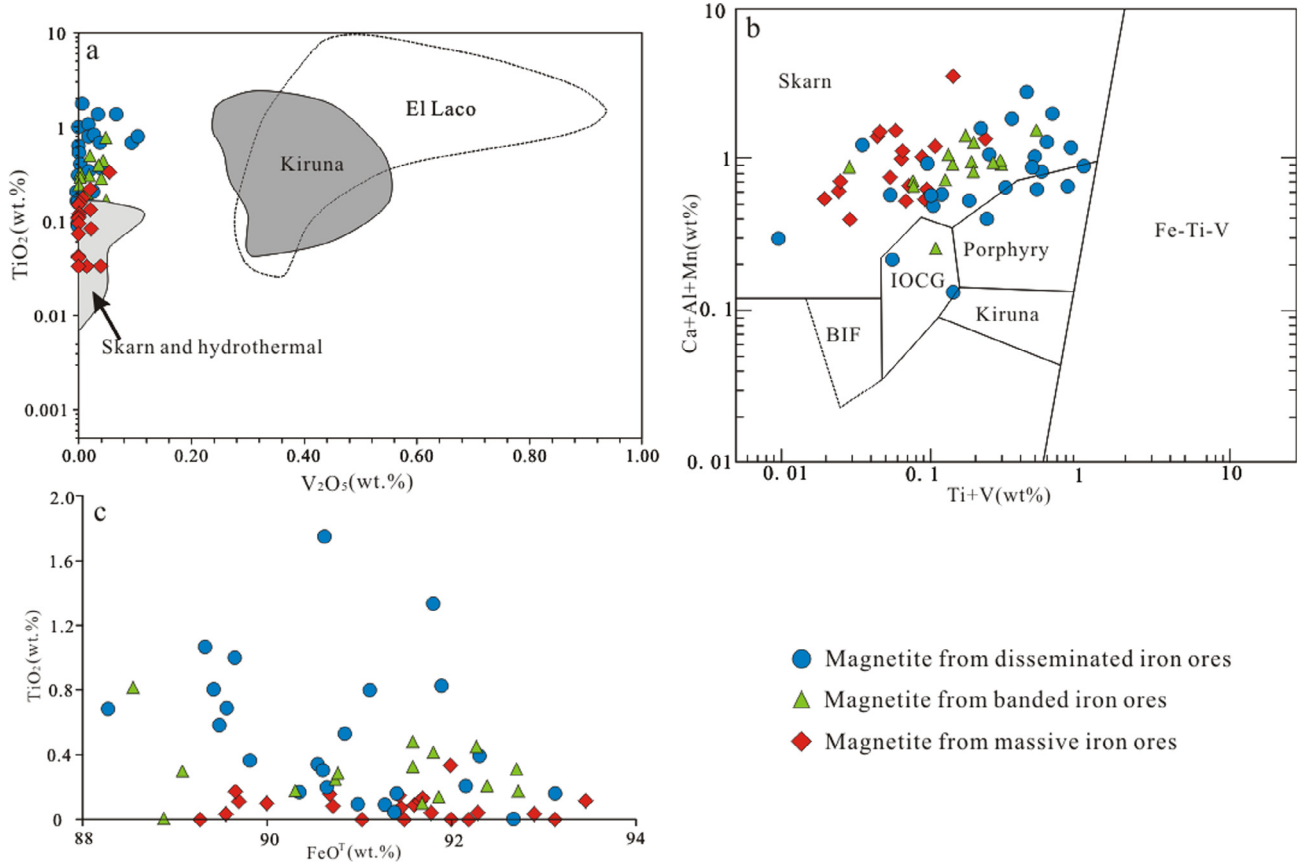 a
10
1
0.1
0.01
0.001
TiO₂(wt.%)
El Laco
Kiruna
Skarn and hydrothermal
0.00
0.20
0.40
0.60
0.80
1.00
V₂O₅(wt.%)
b
10
1
0.1
0.01
Ca+Al+Mn(wt%)
Skarn
Porphyry
Fe-Ti-V
IOCG
Kiruna
BIF
0.01
0.1
1
10
Ti+V(wt%)
c
2.0
1.6
1.2
0.8
0.4
0
TiO₂(wt.%)
88
90
92
94
FeOᵀ(wt.%)
Magnetite from disseminated iron ores
Magnetite from banded iron ores
Magnetite from massive iron ores